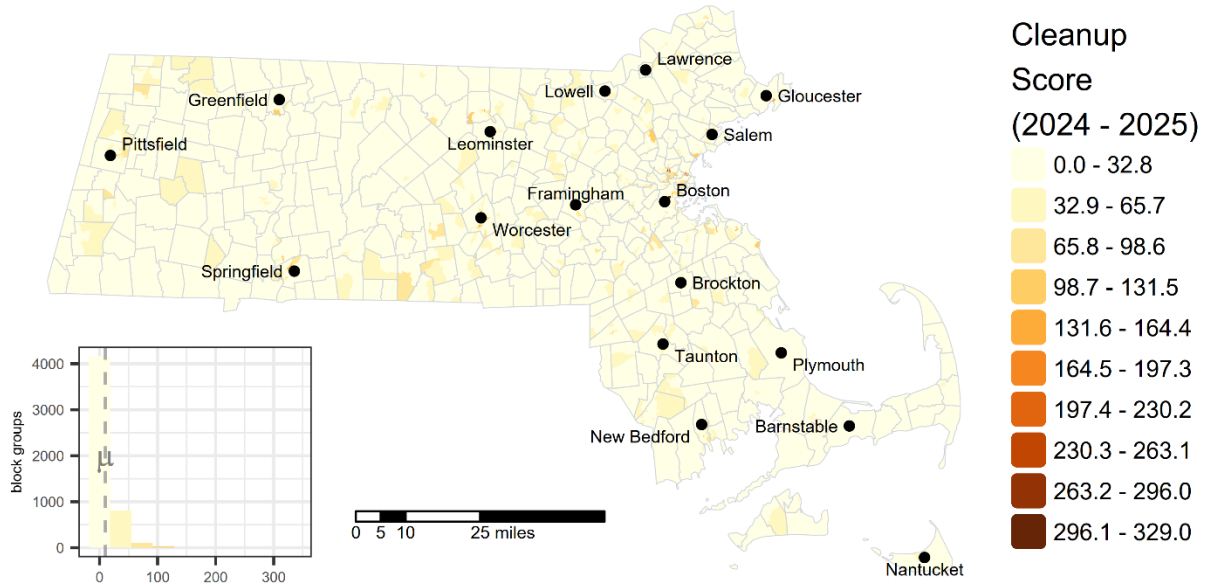 Cleanup
Score
(2024 - 2025)
0.0 - 32.8
32.9 - 65.7
65.8 - 98.6
98.7 - 131.5
131.6 - 164.4
164.5 - 197.3
197.4 - 230.2
230.3 - 263.1
263.2 - 296.0
296.1 - 329.0
Lawrence
Lowell
Gloucester
Greenfield
Salem
Leominster
Pittsfield
Framingham
Boston
Worcester
Springfield
Brockton
Taunton
Plymouth
New Bedford
Barnstable
Nantucket
0 5 10 25 miles
block groups
4000
3000
2000
1000
0
μ
0 100 200 300